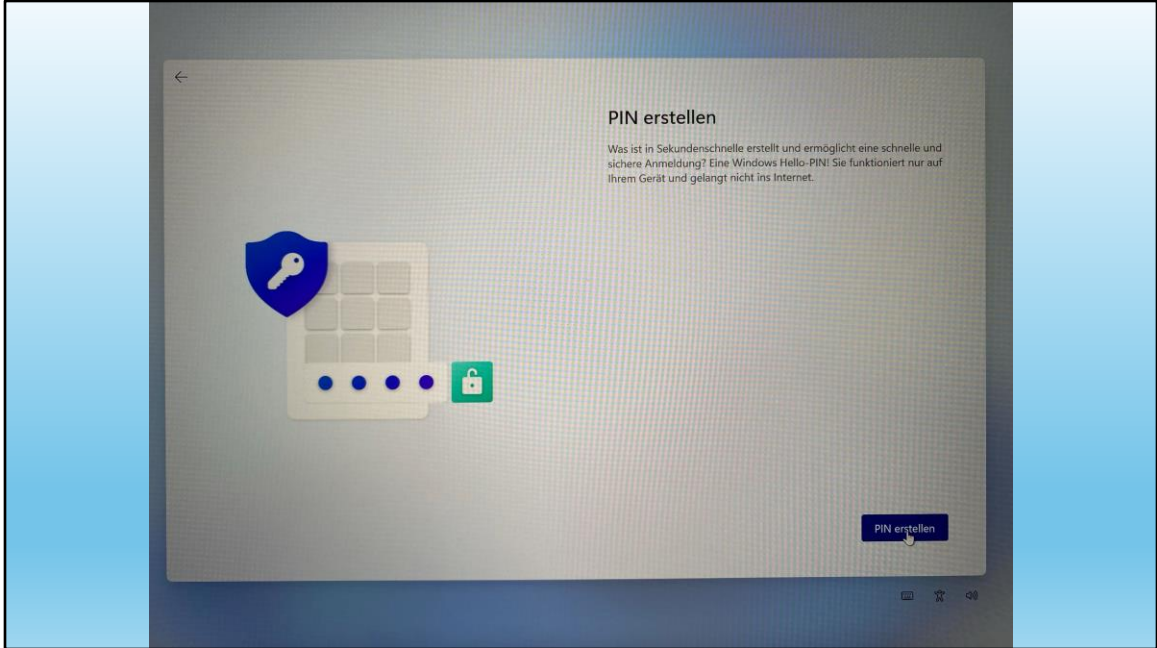 PIN erstellen
Was ist in Sekundenschnelle erstellt und ermöglicht eine schnelle und
sichere Anmeldung? Eine Windows Hello-PIN! Sie funktioniert nur auf
Ihrem Gerät und gelangt nicht ins Internet.
PIN erstellen